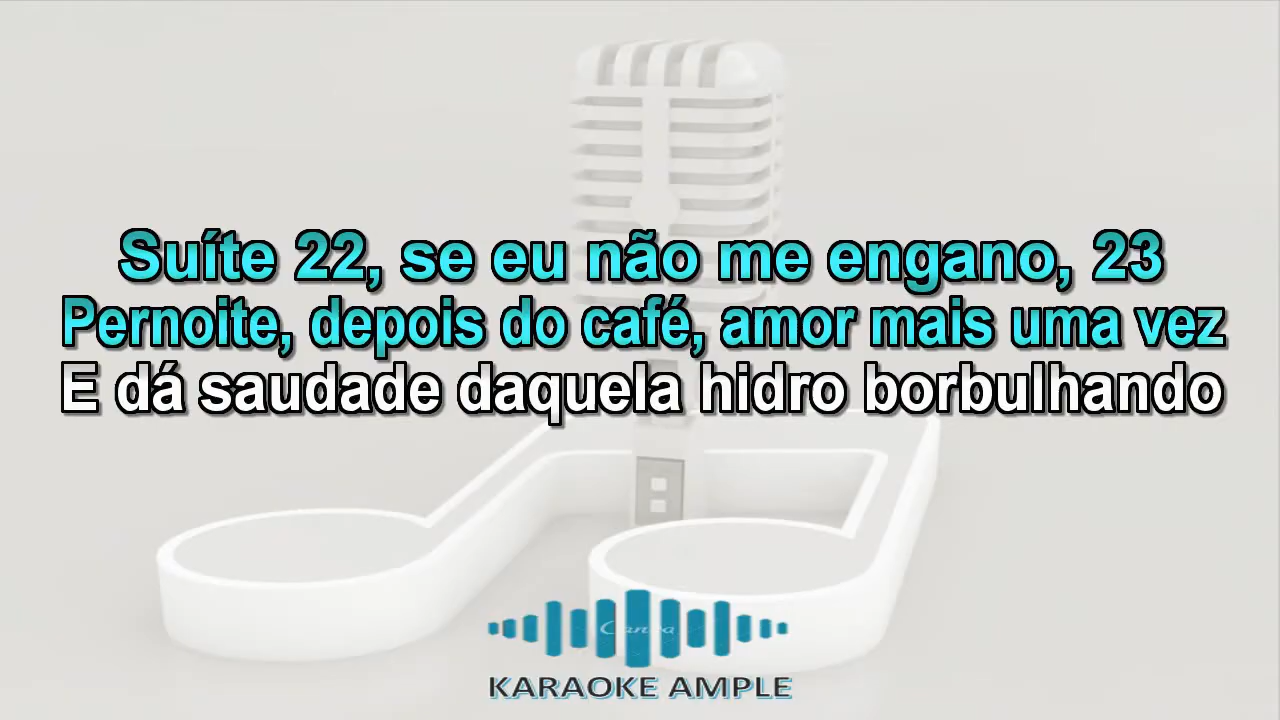 Suíte 22, se eu não me engano, 23
Pernoite, depois do café, amor mais uma vez
E dá saudade daquela hidro borbulhando
Canva
KARAOKE AMPLE